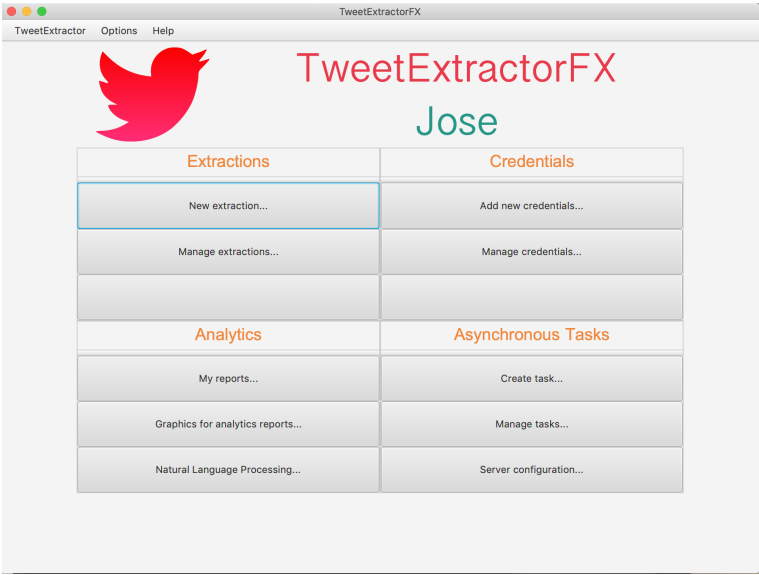 TweetExtractorFX
TweetExtractor Options Help
TweetExtractorFX
Jose
Extractions Credentials
New extraction... Add new credentials...
Manage extractions... Manage credentials...
Analytics Asynchronous Tasks
My reports... Create task...
Graphics for analytics reports... Manage tasks...
Natural Language Processing... Server configuration...